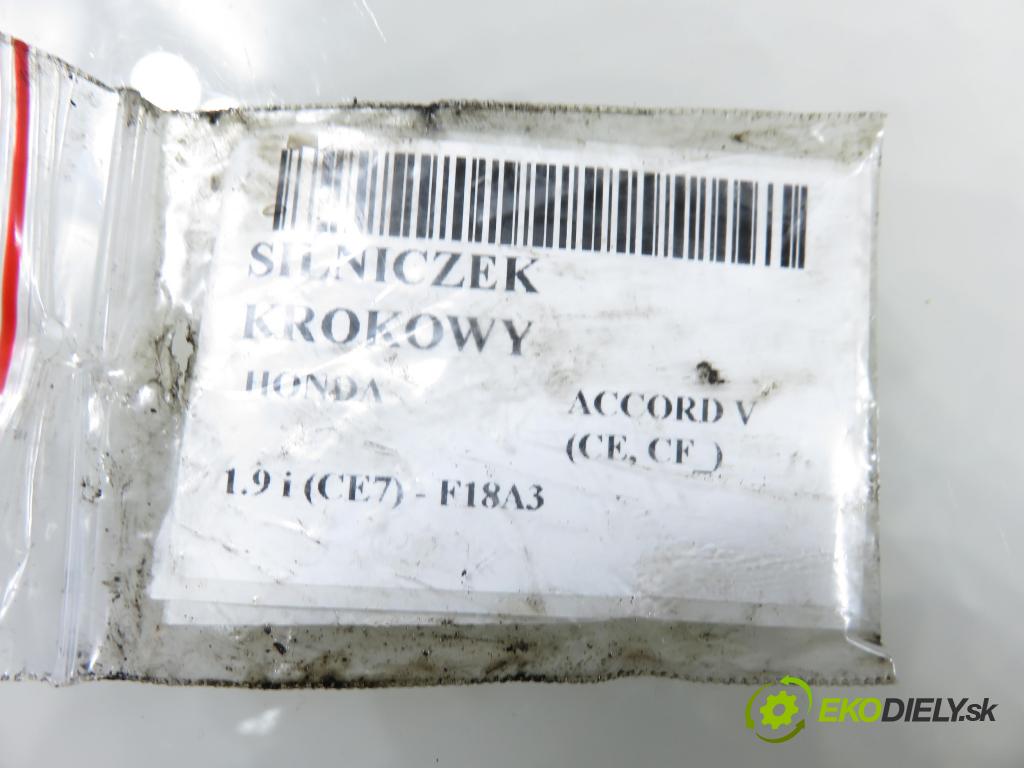 SILNICZEK
KROKOWY
HONDA
ACCORD V
(CE, CF_)
1.9 i (CE7) - F18A3
EKODIELY.sk